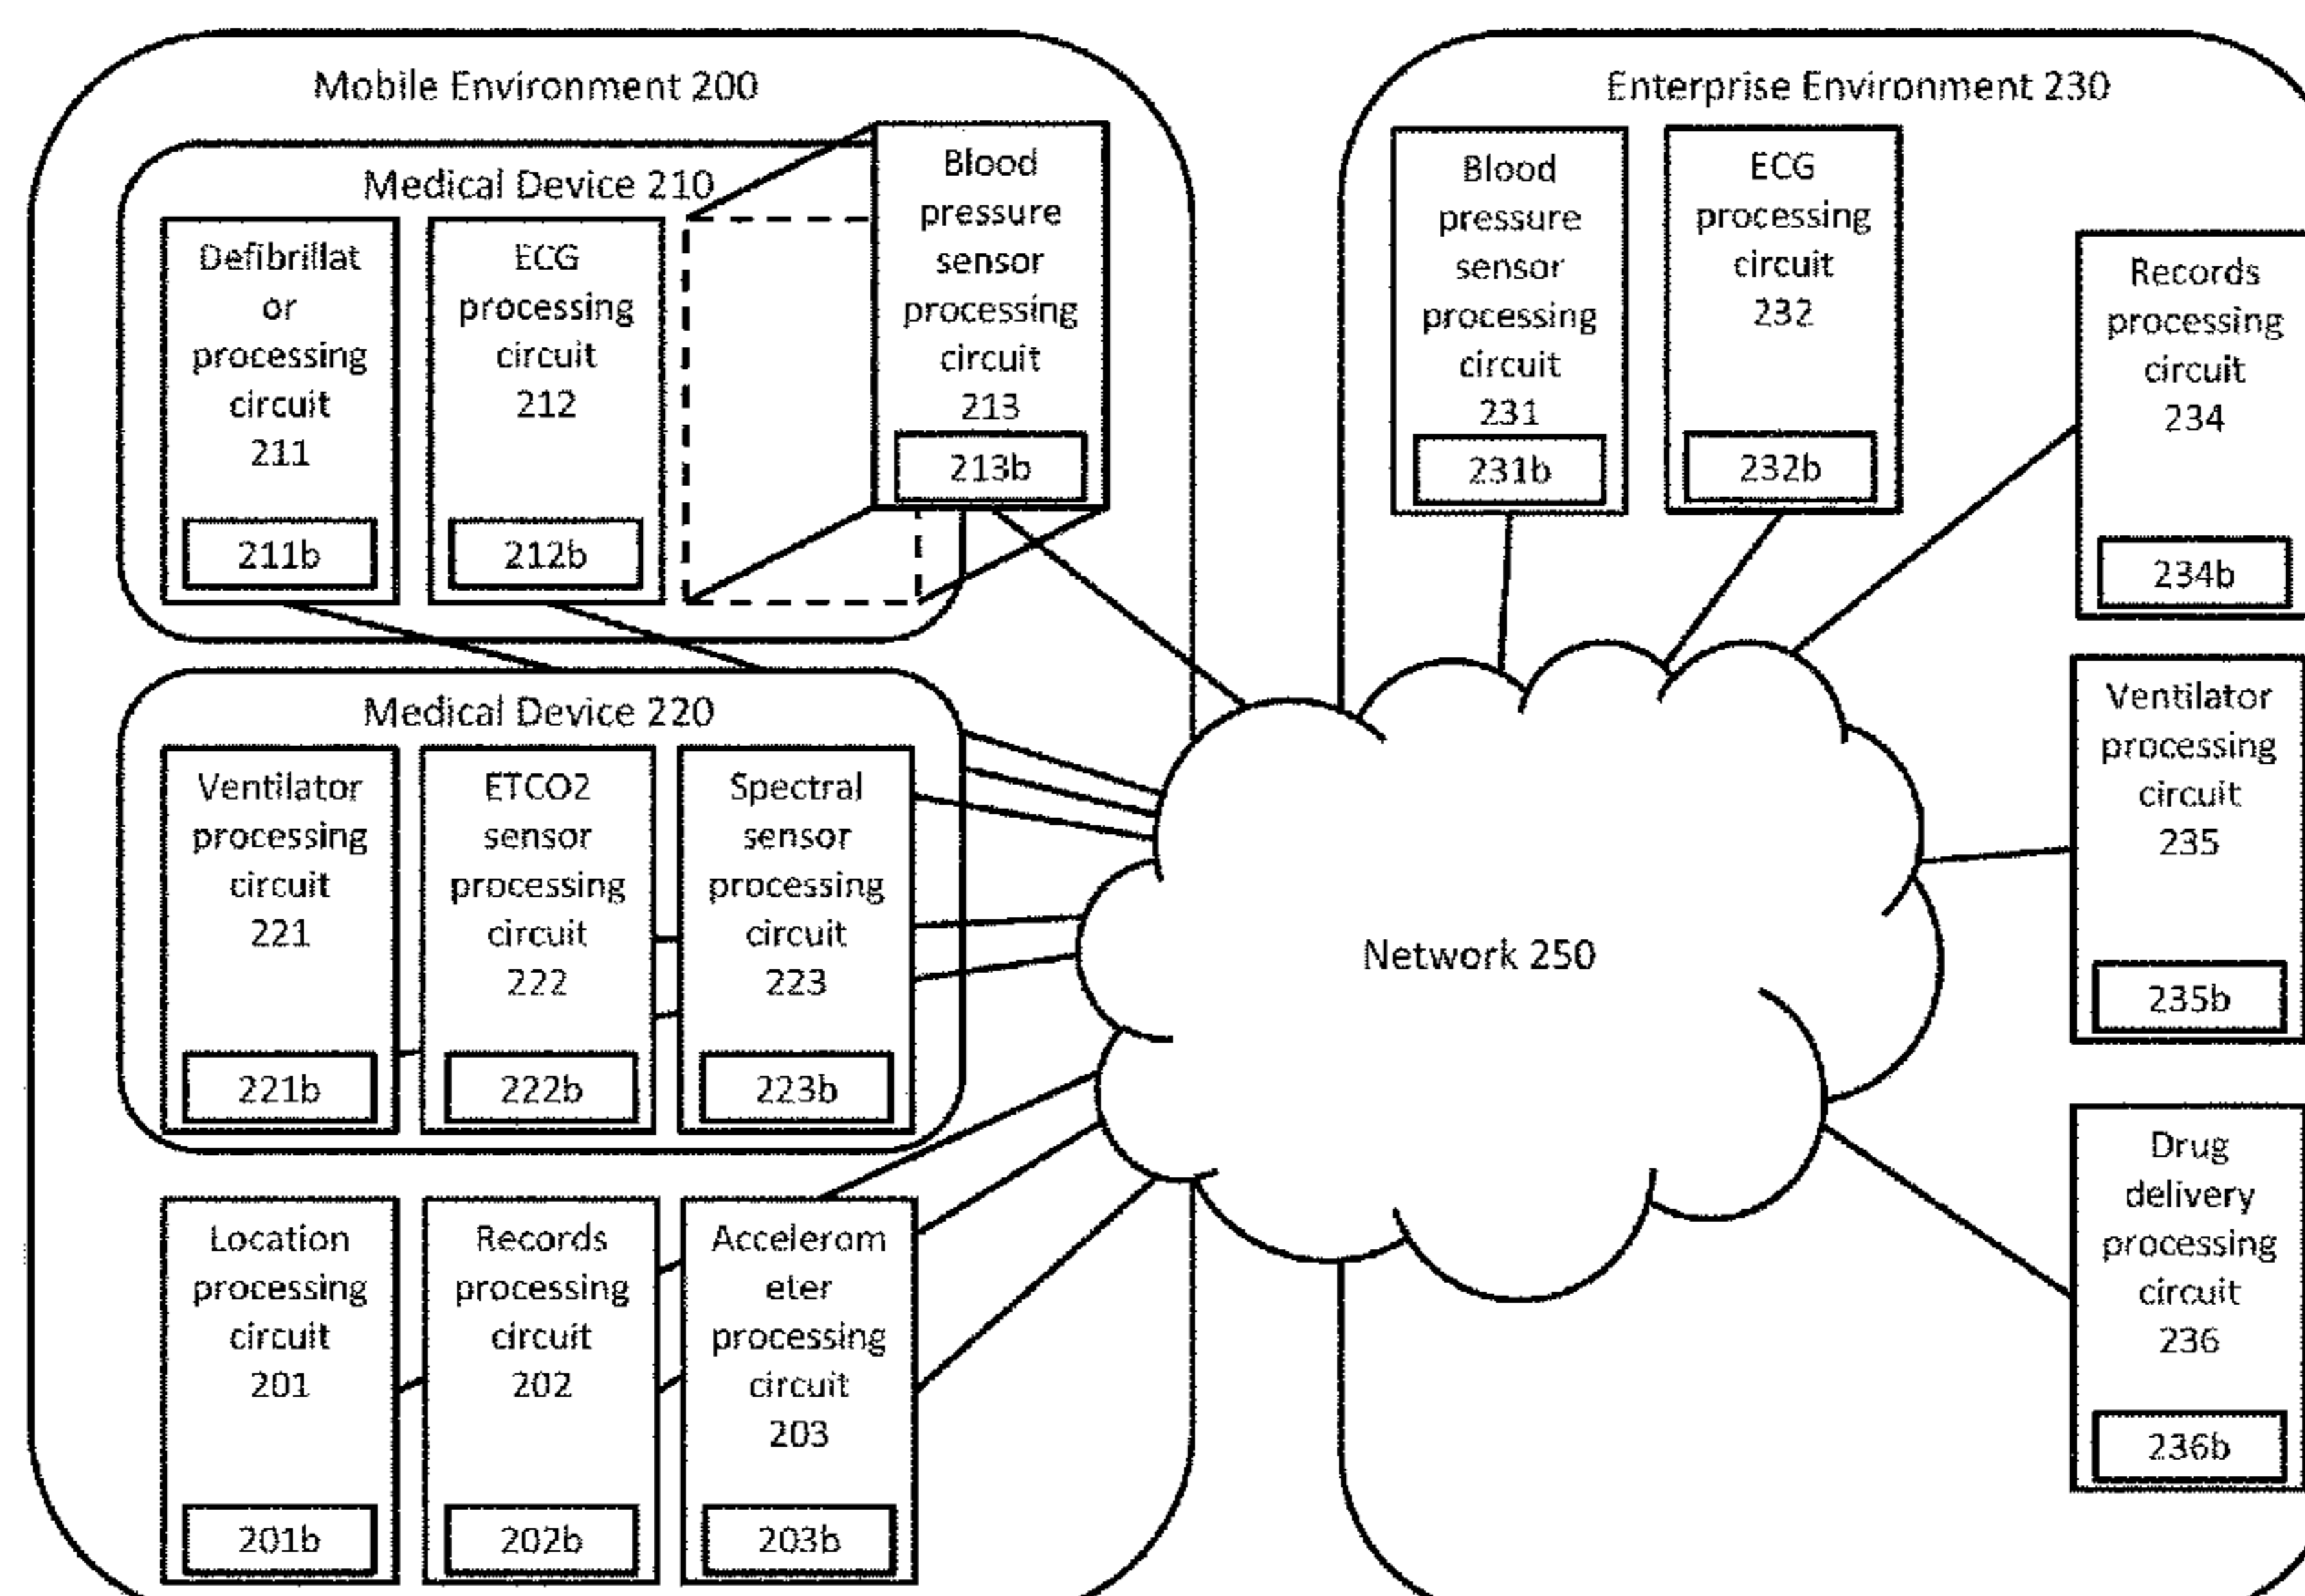 Mobile Environment 200
Medical Device 210
Defibrillat
or
processing
circuit
211
211b
ECG
processing
circuit
212
212b
Blood
pressure
sensor
processing
circuit
213
213b
Medical Device 220
Ventilator
processing
circuit
221
221b
ETCO2
sensor
processing
circuit
222
222b
Spectral
sensor
processing
circuit
223
223b
Location
processing
circuit
201
201b
Records
processing
circuit
202
202b
Accelerom
eter
processing
circuit
203
203b
Network 250
Enterprise Environment 230
Blood
pressure
sensor
processing
circuit
231
231b
ECG
processing
circuit
232
232b
Records
processing
circuit
234
234b
Ventilator
processing
circuit
235
235b
Drug
delivery
processing
circuit
236
236b